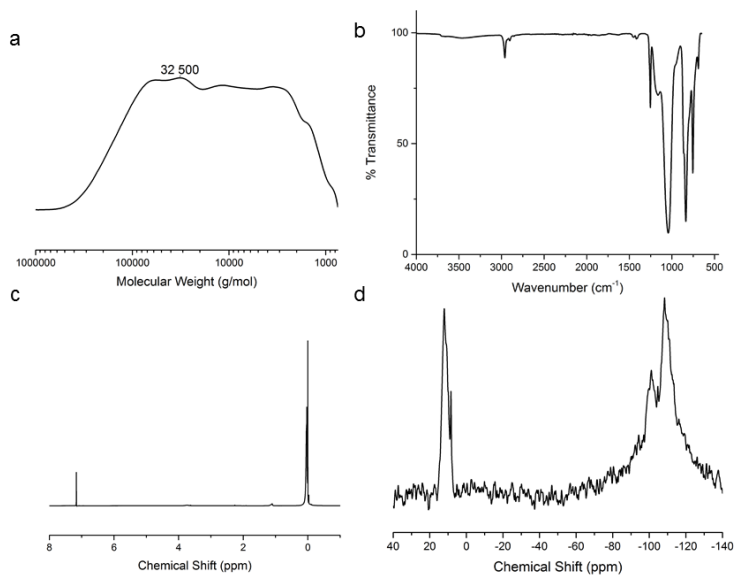 a
32 500
1000000 100000 10000 1000
Molecular Weight (g/mol)
b
100
50
0
% Transmittance
4000 3500 3000 2500 2000 1500 1000 500
Wavenumber (cm⁻¹)
c
8 6 4 2 0
Chemical Shift (ppm)
d
40 20 0 -20 -40 -60 -80 -100 -120 -140
Chemical Shift (ppm)